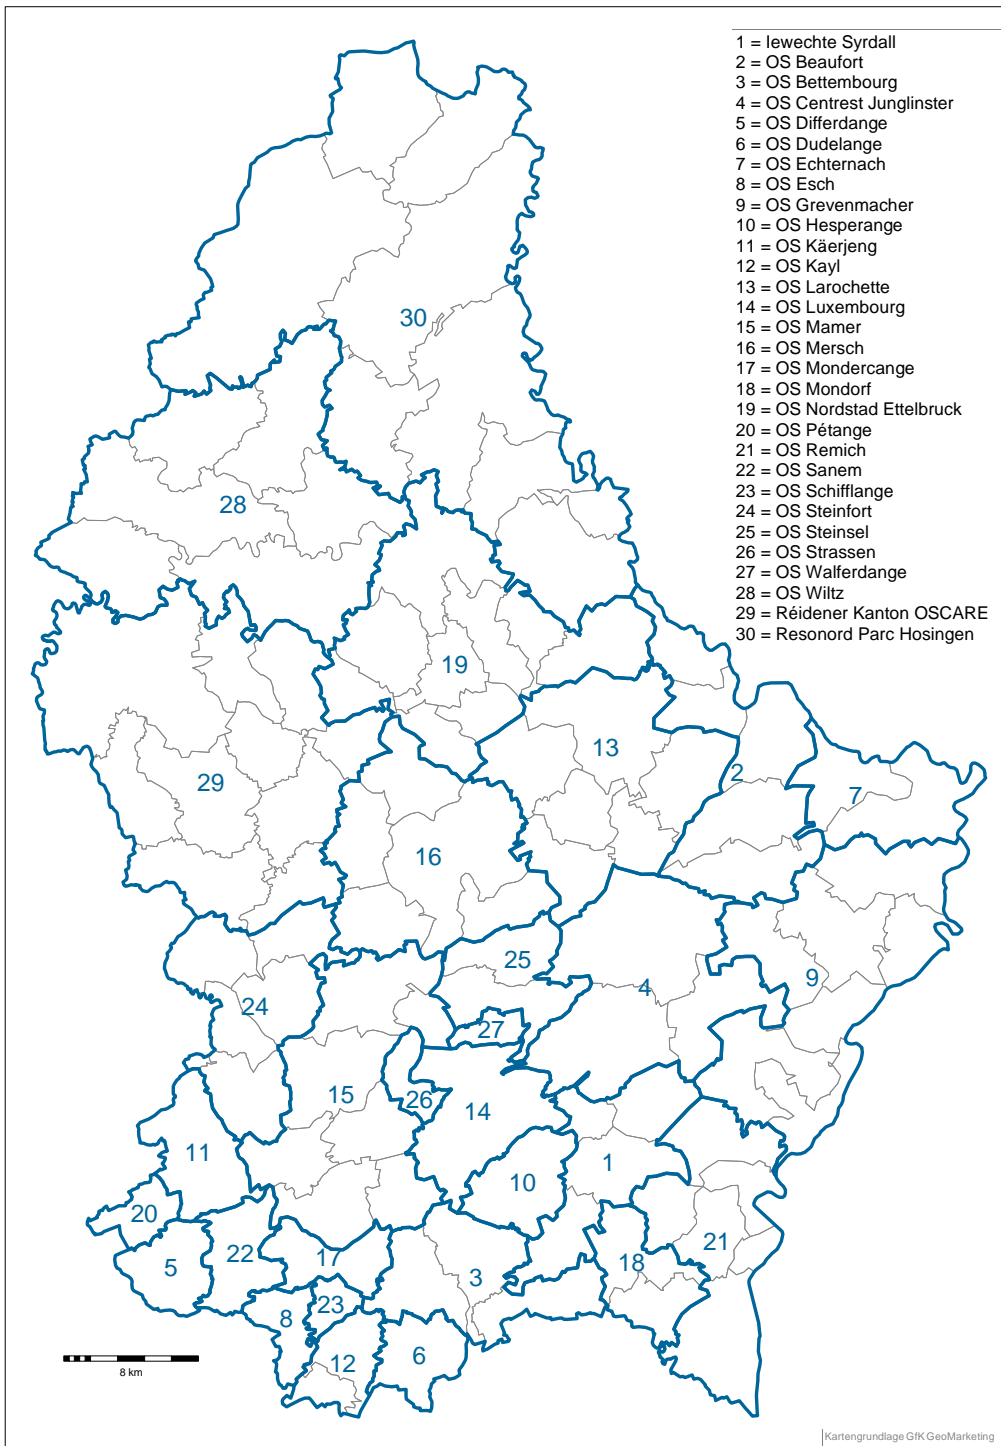 1 = Iewechte Syrdall
2 = OS Beaufort
3 = OS Bettembourg
4 = OS Centrest Junglinster
5 = OS Differdange
6 = OS Dudelange
7 = OS Echternach
8 = OS Esch
9 = OS Grevenmacher
10 = OS Hesperange
11 = OS Käerjeng
12 = OS Kayl
13 = OS Larochette
14 = OS Luxembourg
15 = OS Mamer
16 = OS Mersch
17 = OS Mondercange
18 = OS Mondorf
19 = OS Nordstad Ettelbruck
20 = OS Pétange
21 = OS Remich
22 = OS Sanem
23 = OS Schifflange
24 = OS Steinfort
25 = OS Steinsel
26 = OS Strassen
27 = OS Walferdange
28 = OS Wiltz
29 = Réidener Kanton OSCARE
30 = Resonord Parc Hosingen
30
28
19
13
2
29
7
16
25
9
4
24
27
15
26
14
11
1
10
20
21
22
17
18
5
3
23
8
6
12
8 km
Kartengrundlage GfK GeoMarketing